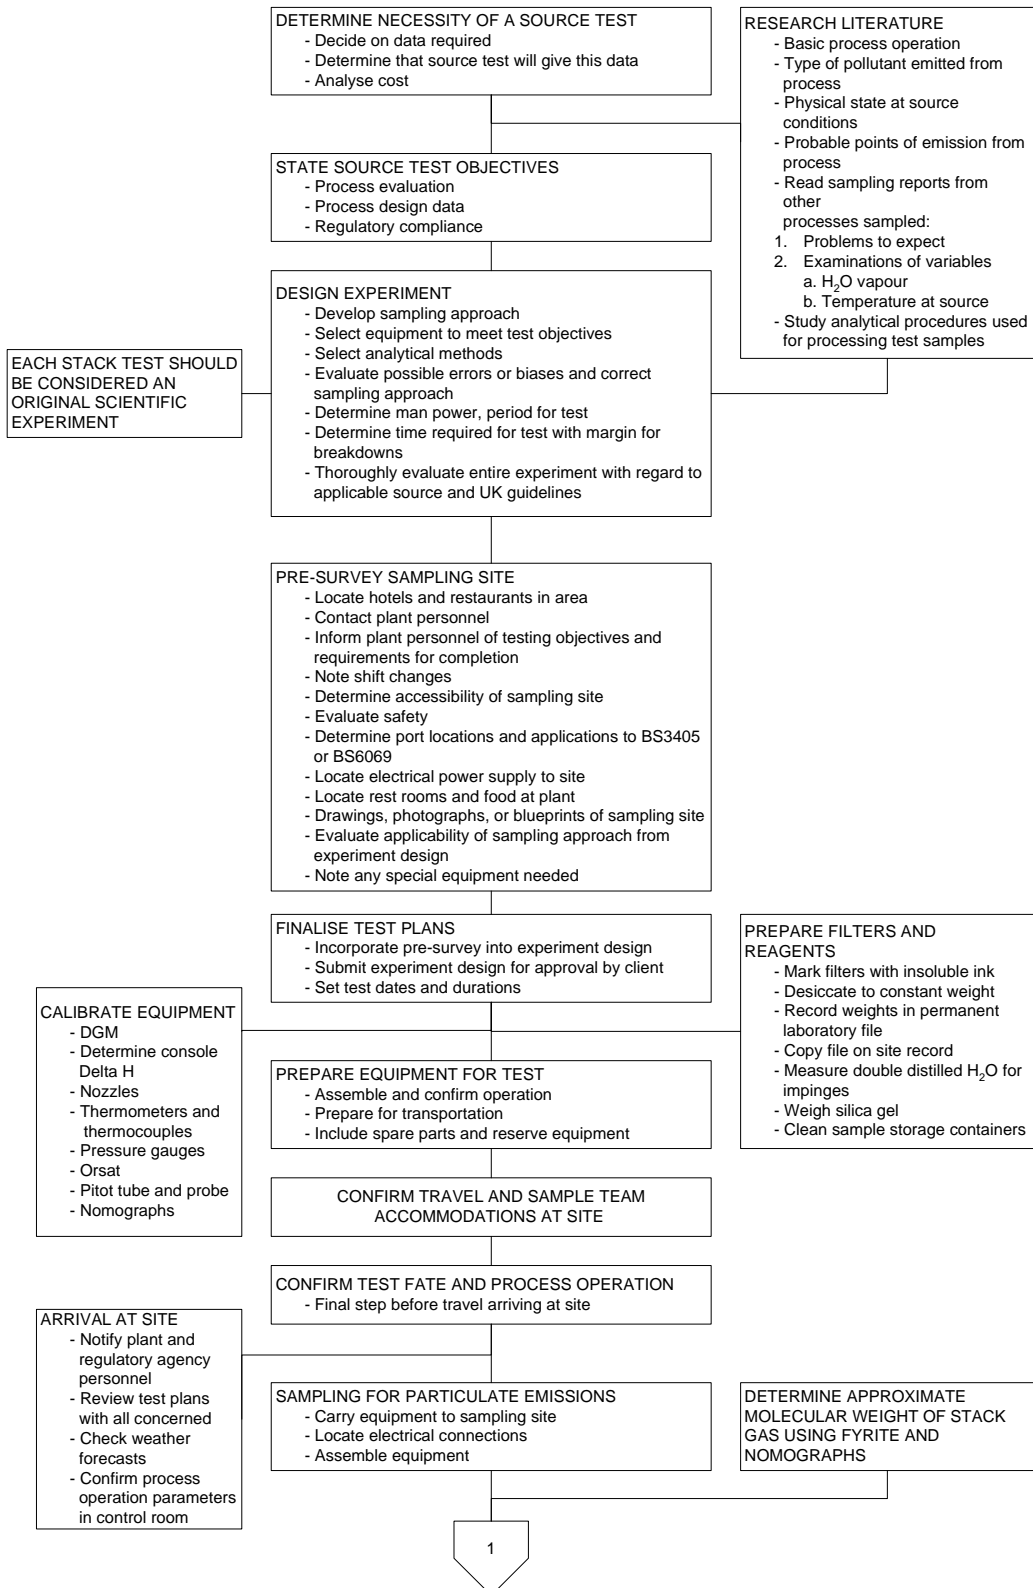 DETERMINE NECESSITY OF A SOURCE TEST
- Decide on data required
- Determine that source test will give this data
- Analyse cost
RESEARCH LITERATURE
- Basic process operation
- Type of pollutant emitted from
process
- Physical state at source
conditions
- Probable points of emission from
process
- Read sampling reports from
other
processes sampled:
1. Problems to expect
2. Examinations of variables
a. H₂O vapour
b. Temperature at source
- Study analytical procedures used
for processing test samples
STATE SOURCE TEST OBJECTIVES
- Process evaluation
- Process design data
- Regulatory compliance
DESIGN EXPERIMENT
- Develop sampling approach
- Select equipment to meet test objectives
- Select analytical methods
- Evaluate possible errors or biases and correct
sampling approach
- Determine man power, period for test
- Determine time required for test with margin for
breakdowns
- Thoroughly evaluate entire experiment with regard to
applicable source and UK guidelines
EACH STACK TEST SHOULD
BE CONSIDERED AN
ORIGINAL SCIENTIFIC
EXPERIMENT
PRE-SURVEY SAMPLING SITE
- Locate hotels and restaurants in area
- Contact plant personnel
- Inform plant personnel of testing objectives and
requirements for completion
- Note shift changes
- Determine accessibility of sampling site
- Evaluate safety
- Determine port locations and applications to BS3405
or BS6069
- Locate electrical power supply to site
- Locate rest rooms and food at plant
- Drawings, photographs, or blueprints of sampling site
- Evaluate applicability of sampling approach from
experiment design
- Note any special equipment needed
FINALISE TEST PLANS
- Incorporate pre-survey into experiment design
- Submit experiment design for approval by client
- Set test dates and durations
PREPARE FILTERS AND
REAGENTS
- Mark filters with insoluble ink
- Desiccate to constant weight
- Record weights in permanent
laboratory file
- Copy file on site record
- Measure double distilled H₂O for
impinges
- Weigh silica gel
- Clean sample storage containers
CALIBRATE EQUIPMENT
- DGM
- Determine console
Delta H
- Nozzles
- Thermometers and
thermocouples
- Pressure gauges
- Orsat
- Pitot tube and probe
- Nomographs
PREPARE EQUIPMENT FOR TEST
- Assemble and confirm operation
- Prepare for transportation
- Include spare parts and reserve equipment
CONFIRM TRAVEL AND SAMPLE TEAM
ACCOMMODATIONS AT SITE
CONFIRM TEST FATE AND PROCESS OPERATION
- Final step before travel arriving at site
ARRIVAL AT SITE
- Notify plant and
regulatory agency
personnel
- Review test plans
with all concerned
- Check weather
forecasts
- Confirm process
operation parameters
in control room
SAMPLING FOR PARTICULATE EMISSIONS
- Carry equipment to sampling site
- Locate electrical connections
- Assemble equipment
DETERMINE APPROXIMATE
MOLECULAR WEIGHT OF STACK
GAS USING FYRITE AND
NOMOGRAPHS
1